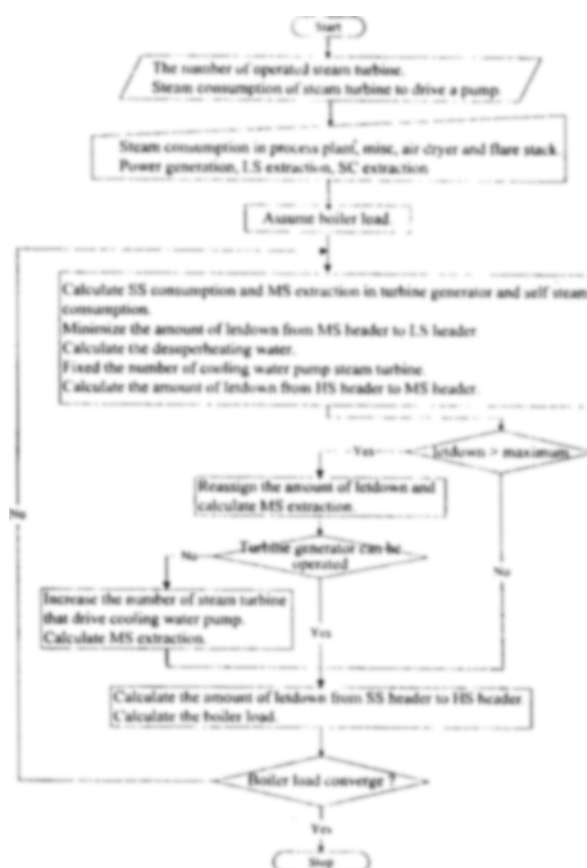 Start
The number of operated steam turbine.
Steam consumption of steam turbine to drive a pump.
Steam consumption in process plant, misc, air dryer and flare stack.
Power generation, LS extraction, SC extraction
Assume boiler load.
Calculate SS consumption and MS extraction in turbine generator and self steam
consumption.
Minimize the amount of letdown from MS header to LS header
Calculate the desuperheating water.
Fixed the number of cooling water pump steam turbine.
Calculate the amount of letdown from HS header to MS header.
letdown > maximum
Yes
Reassign the amount of letdown and
calculate MS extraction.
No
Turbine generator can be
operated
No
No
Increase the number of steam turbine
that drive cooling water pump.
Calculate MS extraction.
Yes
Calculate the amount of letdown from SS header to HS header
Calculate the boiler load.
Boiler load converge ?
Yes
Stop